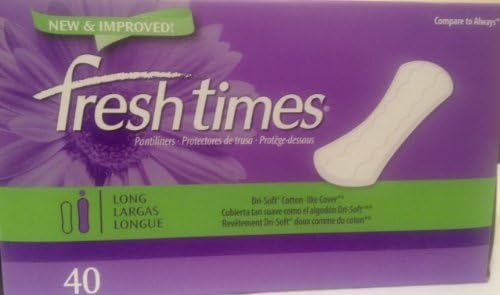 NEW & IMPROVED!
Compare to Always
fresh times®
Pantiliners · Protectores de trusa · Protège-dessous
LONG
LARGAS
LONGUE
Dri-Soft® Cotton-like Cover
Cubierta tan suave como el algodón Dri-Soft®
Revêtement Dri-Soft® doux comme du coton
40